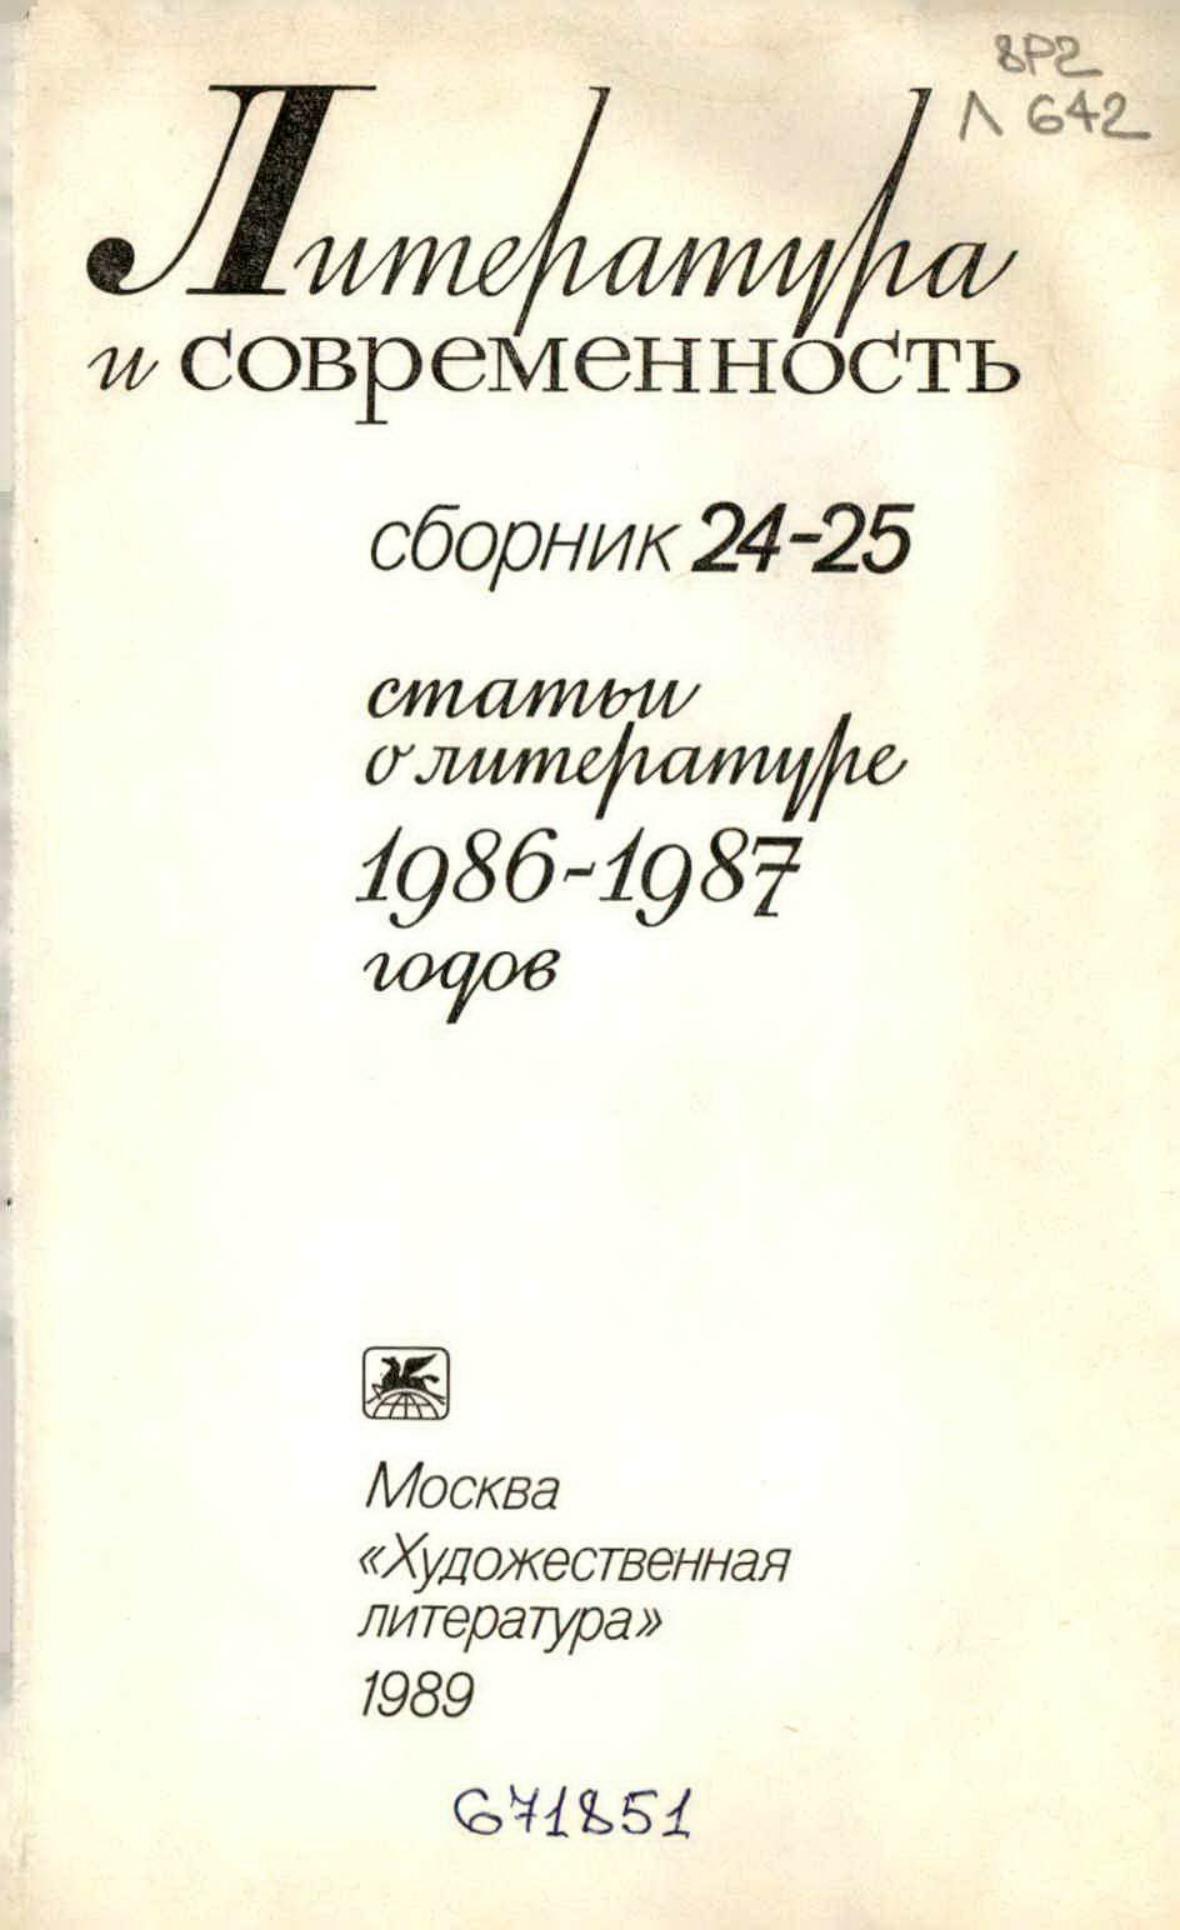 8Р2
Л 642
Литература
и современность
сборник 24-25
статьи
о литературе
1986-1987
годов
Москва
«Художественная
литература»
1989
671851